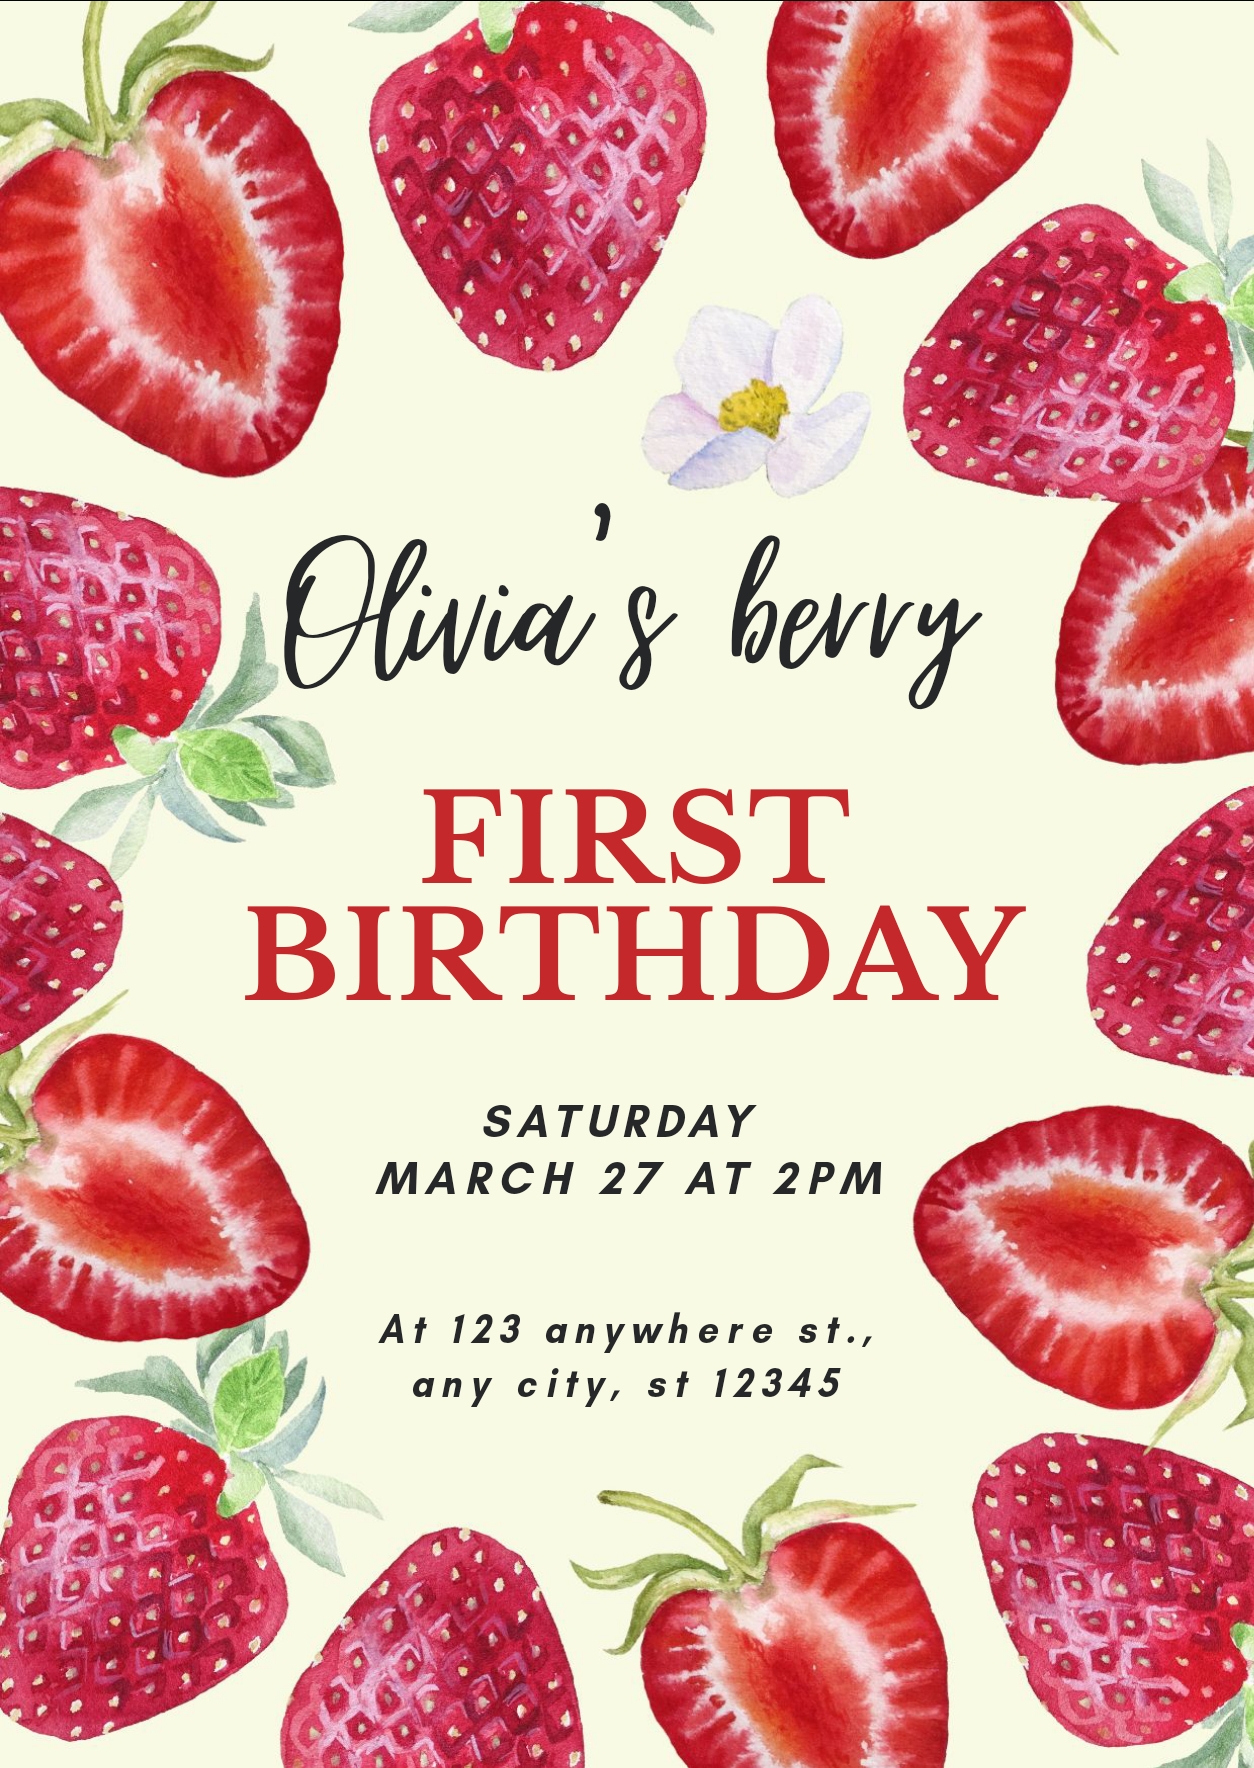 Olivia's berry
FIRST
BIRTHDAY
SATURDAY
MARCH 27 AT 2PM
At 123 anywhere st.,
any city, st 12345